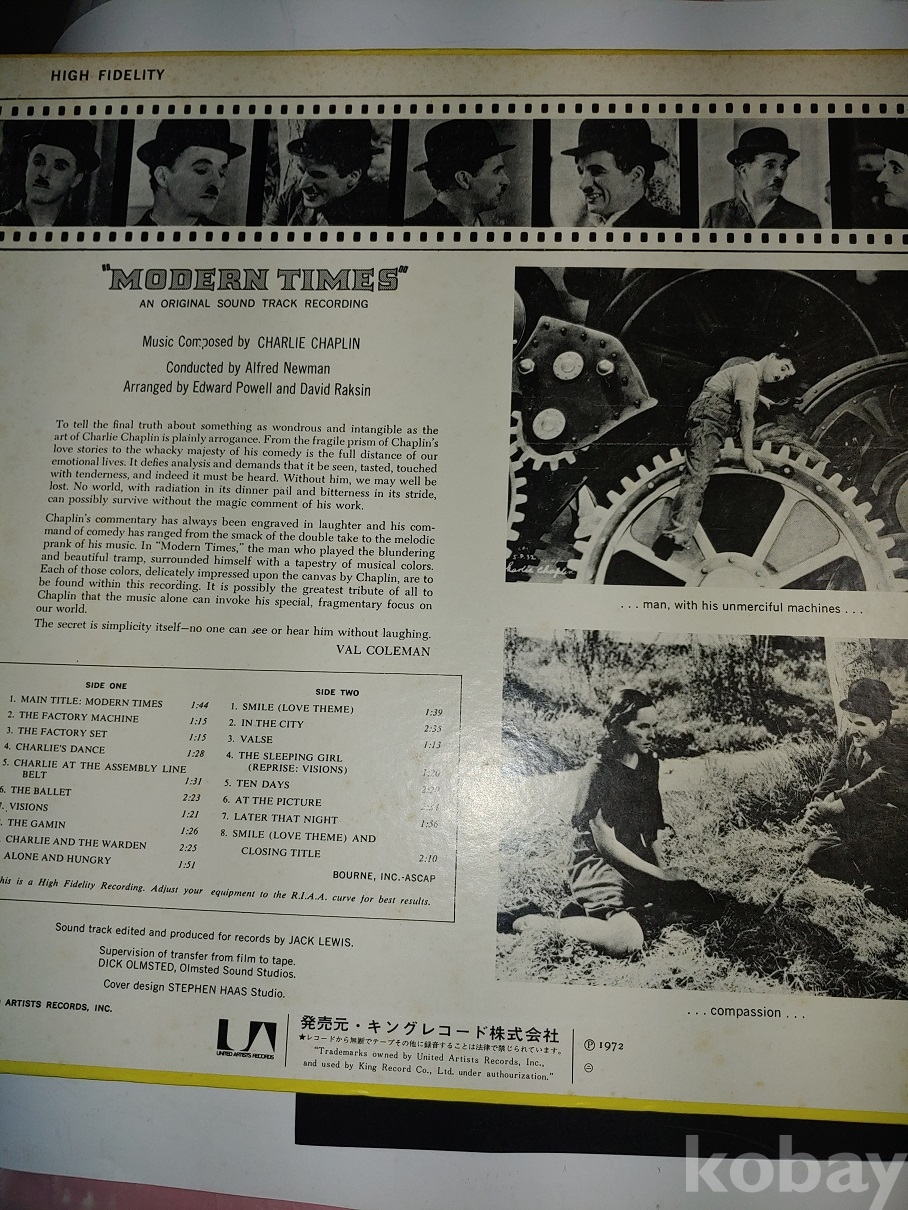 HIGH FIDELITY
"MODERN TIMES"
AN ORIGINAL SOUND TRACK RECORDING
Music Composed by CHARLIE CHAPLIN
Conducted by Alfred Newman
Arranged by Edward Powell and David Raksin
To tell the final truth about something as wondrous and intangible as the
art of Charlie Chaplin is plainly arrogance. From the fragile prism of Chaplin's
love stories to the whacky majesty of his comedy is the full distance of our
emotional lives. It defies analysis and demands that it be seen, tasted, touched
with tenderness, and indeed it must be heard. Without him, we may well be
lost. No world, with radiation in its dinner pail and bitterness in its stride,
can possibly survive without the magic comment of his work.
Chaplin's commentary has always been engraved in laughter and his com-
mand of comedy has ranged from the smack of the double take to the melodic
prank of his music. In "Modern Times," the man who played the blundering
and beautiful tramp, surrounded himself with a tapestry of musical colors.
Each of those colors, delicately impressed upon the canvas by Chaplin, are to
be found within this recording. It is possibly the greatest tribute of all to
Chaplin that the music alone can invoke his special, fragmentary focus on
our world.
The secret is simplicity itself—no one can see or hear him without laughing.
VAL COLEMAN
. . . man, with his unmerciful machines . . .
SIDE ONE
1. MAIN TITLE: MODERN TIMES 1:44
2. THE FACTORY MACHINE 1:15
3. THE FACTORY SET 1:15
4. CHARLIE'S DANCE 1:28
5. CHARLIE AT THE ASSEMBLY LINE
BELT 1:31
6. THE BALLET 2:23
7. VISIONS 1:21
THE GAMIN 1:26
CHARLIE AND THE WARDEN 2:25
ALONE AND HUNGRY 1:51
SIDE TWO
1. SMILE (LOVE THEME) 1:39
2. IN THE CITY 2:35
3. VALSE 1:13
4. THE SLEEPING GIRL
(REPRISE: VISIONS)
5. TEN DAYS
6. AT THE PICTURE
7. LATER THAT NIGHT 1:56
8. SMILE (LOVE THEME) AND
CLOSING TITLE 2:10
BOURNE, INC.-ASCAP
his is a High Fidelity Recording. Adjust your equipment to the R.I.A.A. curve for best results.
Sound track edited and produced for records by JACK LEWIS.
Supervision of transfer from film to tape.
DICK OLMSTED, Olmsted Sound Studios.
Cover design STEPHEN HAAS Studio.
ARTISTS RECORDS, INC.
. . . compassion . . .
UA
UNITED ARTISTS RECORDS
発売元・キングレコード株式会社
★レコードから無断でテープその他に録音することは法律で禁じられています。
"Trademarks owned by United Artists Records, Inc.,
and used by King Record Co., Ltd. under authourization."
Ⓟ 1972
kobay